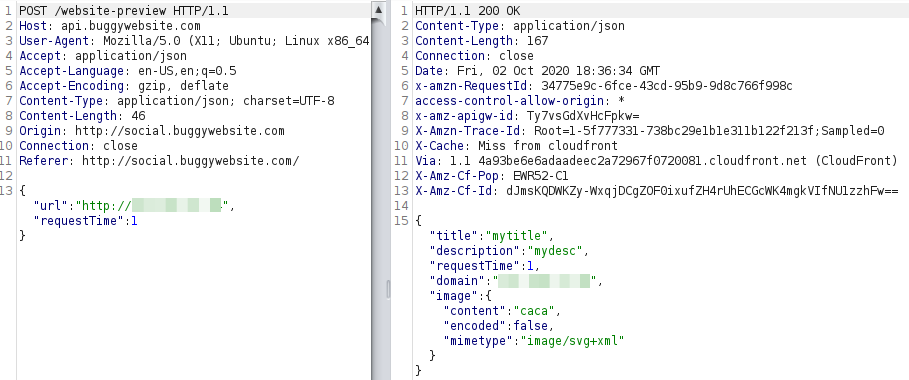 1 POST /website-preview HTTP/1.1
2 Host: api.buggywebsite.com
3 User-Agent: Mozilla/5.0 (X11; Ubuntu; Linux x86_64
4 Accept: application/json
5 Accept-Language: en-US,en;q=0.5
6 Accept-Encoding: gzip, deflate
7 Content-Type: application/json; charset=UTF-8
8 Content-Length: 46
9 Origin: http://social.buggywebsite.com
10 Connection: close
11 Referer: http://social.buggywebsite.com/
12
13 {
"url":"http:// ",
"requestTime":1
}
1 HTTP/1.1 200 OK
2 Content-Type: application/json
3 Content-Length: 167
4 Connection: close
5 Date: Fri, 02 Oct 2020 18:36:34 GMT
6 x-amzn-RequestId: 34775e9c-6fce-43cd-95b9-9d8c766f998c
7 access-control-allow-origin: *
8 x-amz-apigw-id: Ty7vsGdXvHcFpkw=
9 X-Amzn-Trace-Id: Root=1-5f777331-738bc29e1b1e311b122f213f;Sampled=0
10 X-Cache: Miss from cloudfront
11 Via: 1.1 4a93be6e6adaadeec2a72967f0720081.cloudfront.net (CloudFront)
12 X-Amz-Cf-Pop: EWR52-C1
13 X-Amz-Cf-Id: dJmsKQDWKZy-WxqjDCgZOF0ixufZH4rUhECGcWK4mgkVIfNU1zzhFw==
14
15 {
"title":"mytitle",
"description":"mydesc",
"requestTime":1,
"domain":" ",
"image":{
"content":"caca",
"encoded":false,
"mimetype":"image/svg+xml"
}
}